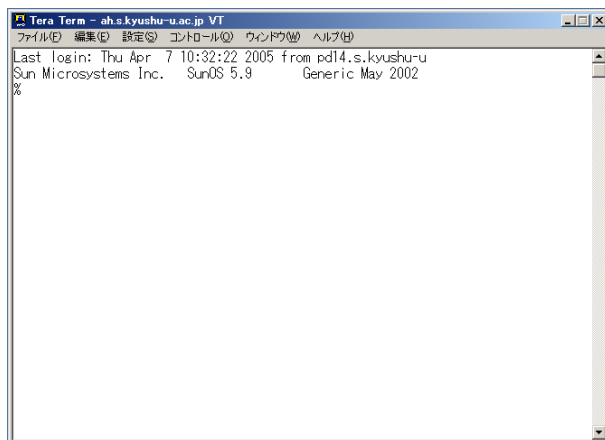 Tera Term - ah.s.kyushu-u.ac.jp VT
ファイル(F) 編集(E) 設定(S) コントロール(O) ウィンドウ(W) ヘルプ(H)
Last login: Thu Apr  7 10:32:22 2005 from pd14.s.kyushu-u
Sun Microsystems Inc.   SunOS 5.9       Generic May 2002
%